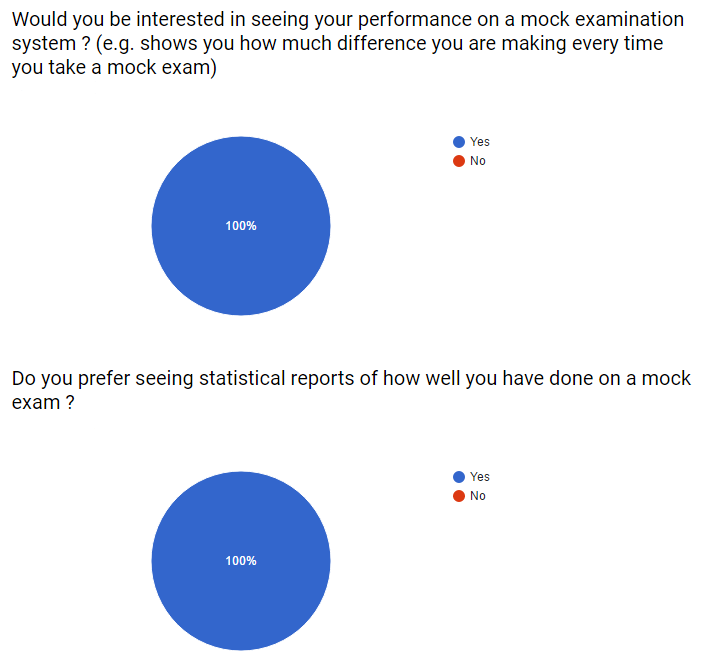 Would you be interested in seeing your performance on a mock examination
system ? (e.g. shows you how much difference you are making every time
you take a mock exam)
Yes
No
100%
Do you prefer seeing statistical reports of how well you have done on a mock
exam ?
Yes
No
100%